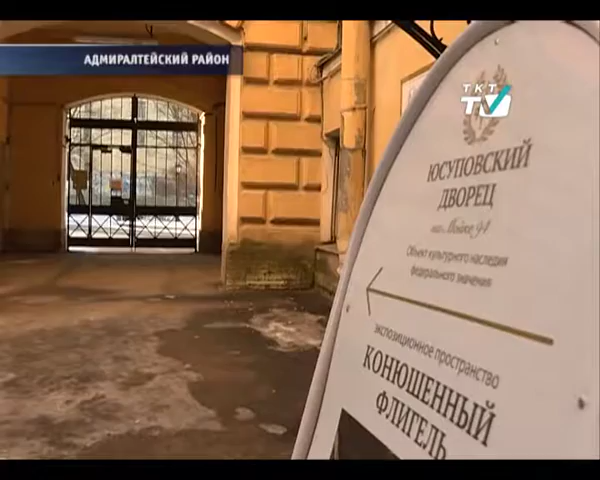 АДМИРАЛТЕЙСКИЙ РАЙОН
ТКТ
TV
ЮСУПОВСКИЙ
ДВОРЕЦ
на Мойке 94
Объект культурного наследия
федерального значения
экспозиционное пространство
КОНЮШЕННЫЙ
ФЛИГЕЛЬ